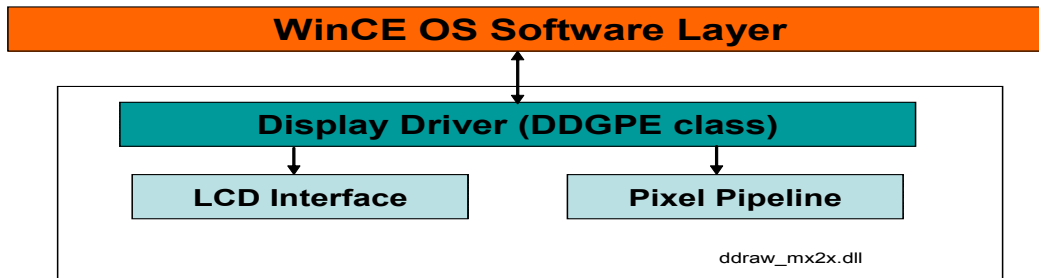 WinCE OS Software Layer
Display Driver (DDGPE class)
LCD Interface
Pixel Pipeline
ddraw_mx2x.dll